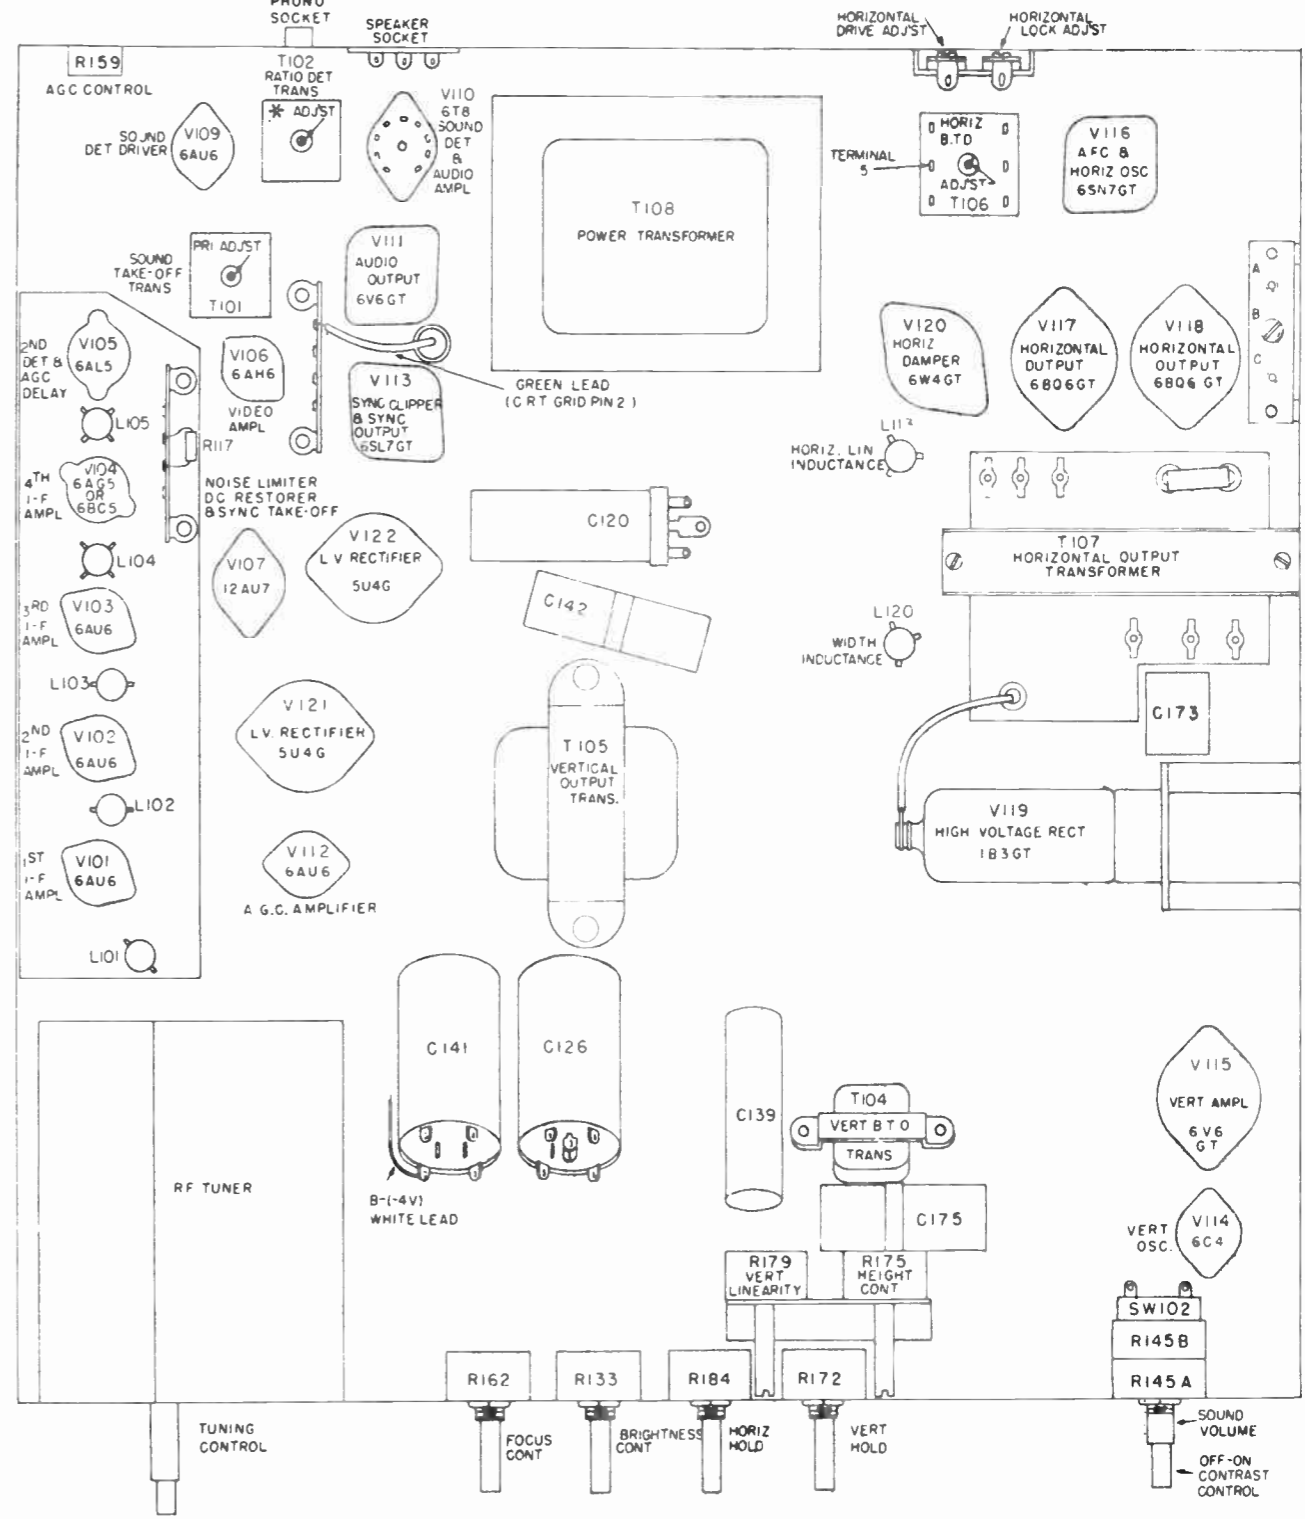 PHONO
SOCKET
SPEAKER
SOCKET
HORIZONTAL
DRIVE ADJ'ST
HORIZONTAL
LOCK ADJ'ST
R159
AGC CONTROL
T102
RATIO DET
TRANS
* ADJST
V110
6T8
SOUND
DET
&
AUDIO
AMPL
SOUND
DET DRIVER
V109
6AU6
T108
POWER TRANSFORMER
HORIZ
B.T.O
ADJ'ST
T106
TERMINAL
5
V116
AFC &
HORIZ OSC
6SN7GT
SOUND
TAKE-OFF
TRANS
PRI ADJ'ST
T101
V111
AUDIO
OUTPUT
6V6GT
A
B
C
2ND
DET &
AGC
DELAY
V105
6AL5
V106
6AH6
VIDEO
AMPL
V113
SYNC CLIPPER
& SYNC
OUTPUT
6SL7GT
GREEN LEAD
(CRT GRID PIN 2)
V120
HORIZ
DAMPER
6W4GT
V117
HORIZONTAL
OUTPUT
6BQ6GT
V118
HORIZONTAL
OUTPUT
6BQ6 GT
L105
R117
L113
HORIZ. LIN
INDUCTANCE
4TH
I-F
AMPL
V104
6AG5
OR
6BC5
NOISE LIMITER
DC RESTORER
& SYNC TAKE-OFF
C120
L104
V107
12AU7
V122
L.V RECTIFIER
5U4G
T107
HORIZONTAL OUTPUT
TRANSFORMER
3RD
I-F
AMPL
V103
6AU6
C142
L120
WIDTH
INDUCTANCE
L103
C173
2ND
I-F
AMPL
V102
6AU6
V121
L.V. RECTIFIER
5U4G
T105
VERTICAL
OUTPUT
TRANS.
L102
V119
HIGH VOLTAGE RECT
1B3GT
1ST
I-F
AMPL
V101
6AU6
V112
6AU6
A.G.C. AMPLIFIER
L101
C141
C126
C139
T104
VERT B T O
TRANS
V115
VERT AMPL
6V6
GT
RF TUNER
B-(-4V)
WHITE LEAD
C175
VERT
OSC.
V114
6C4
R179
VERT
LINEARITY
R175
HEIGHT
CONT
SW102
R145B
R145A
R162
R133
R184
R172
TUNING
CONTROL
FOCUS
CONT
BRIGHTNESS
CONT
HORIZ
HOLD
VERT
HOLD
SOUND
VOLUME
OFF-ON
CONTRAST
CONTROL